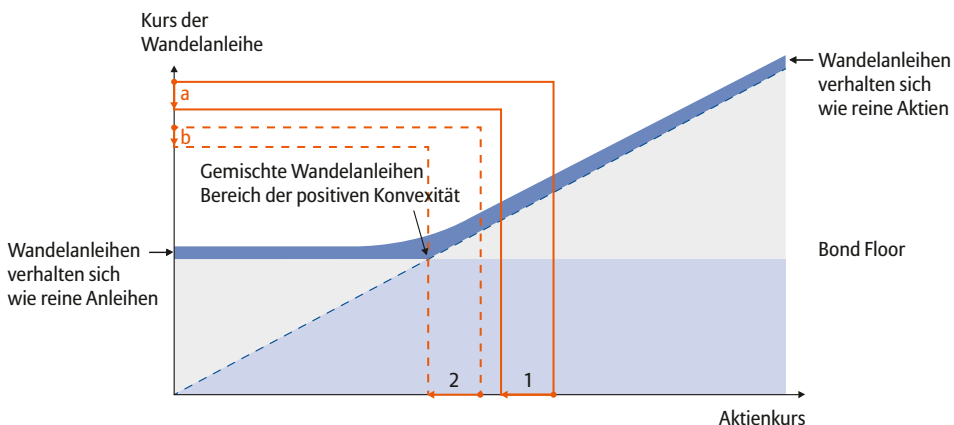 Kurs der
Wandelanleihe
Wandelanleihen
verhalten sich
wie reine Aktien
a
b
Gemischte Wandelanleihen
Bereich der positiven Konvexität
Wandelanleihen
verhalten sich
wie reine Anleihen
Bond Floor
2
1
Aktienkurs